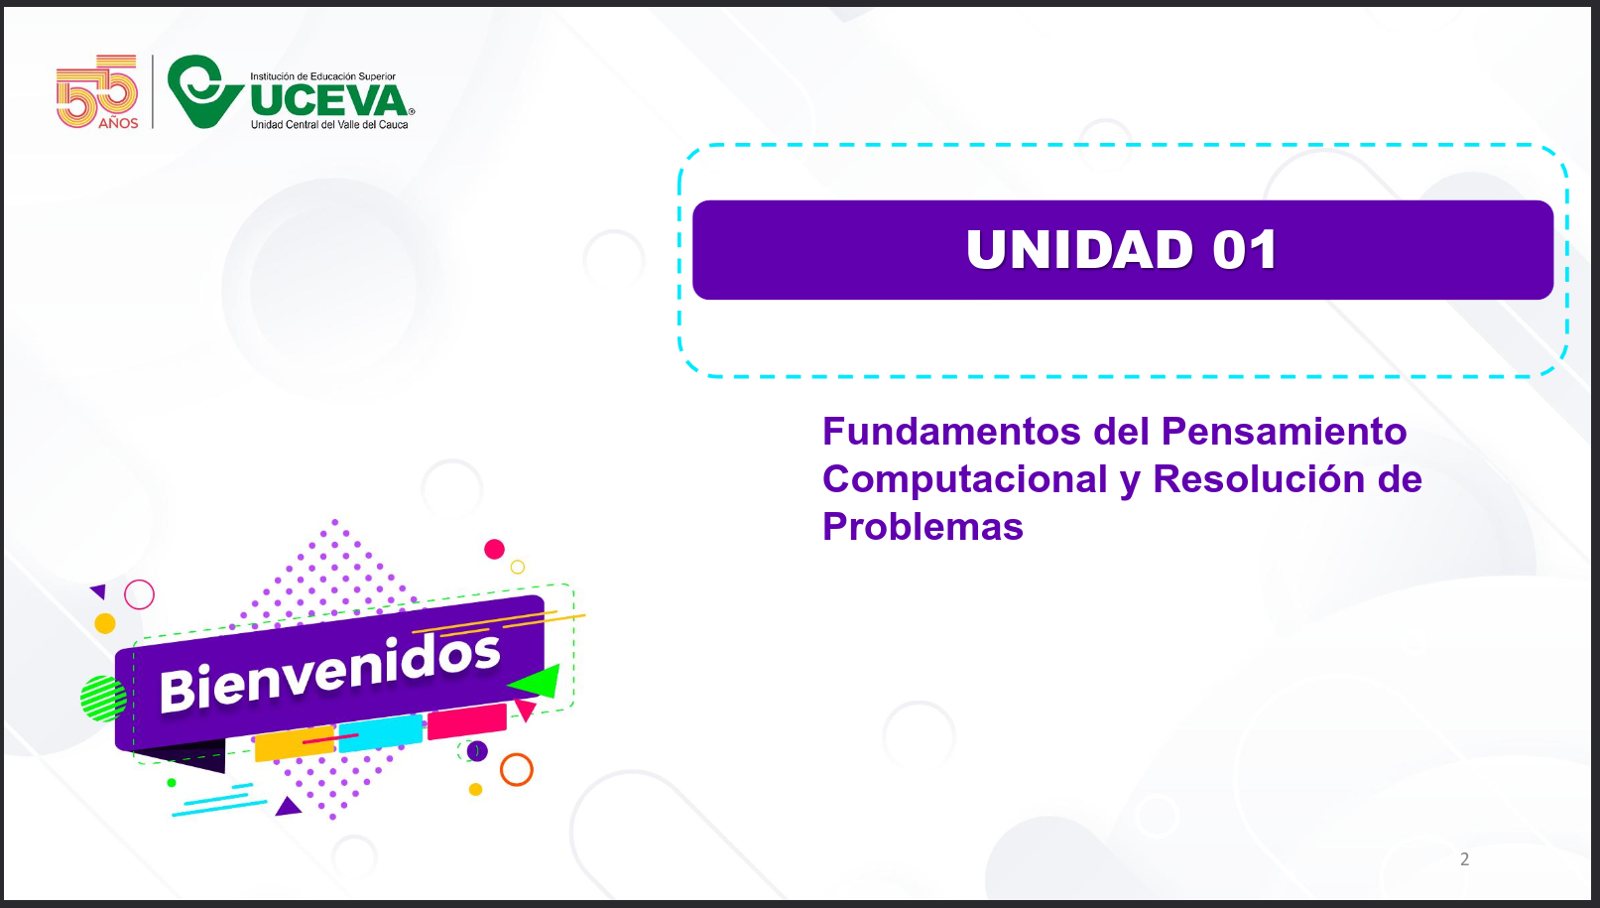 55
AÑOS
Institución de Educación Superior
UCEVA®
Unidad Central del Valle del Cauca
UNIDAD 01
Fundamentos del Pensamiento
Computacional y Resolución de
Problemas
Bienvenidos
2